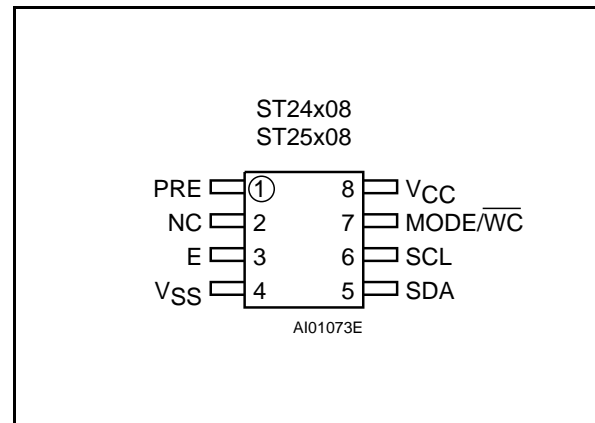 ST24x08
ST25x08
PRE 1 8 VCC
NC 2 7 MODE/WC
E 3 6 SCL
VSS 4 5 SDA
AI01073E